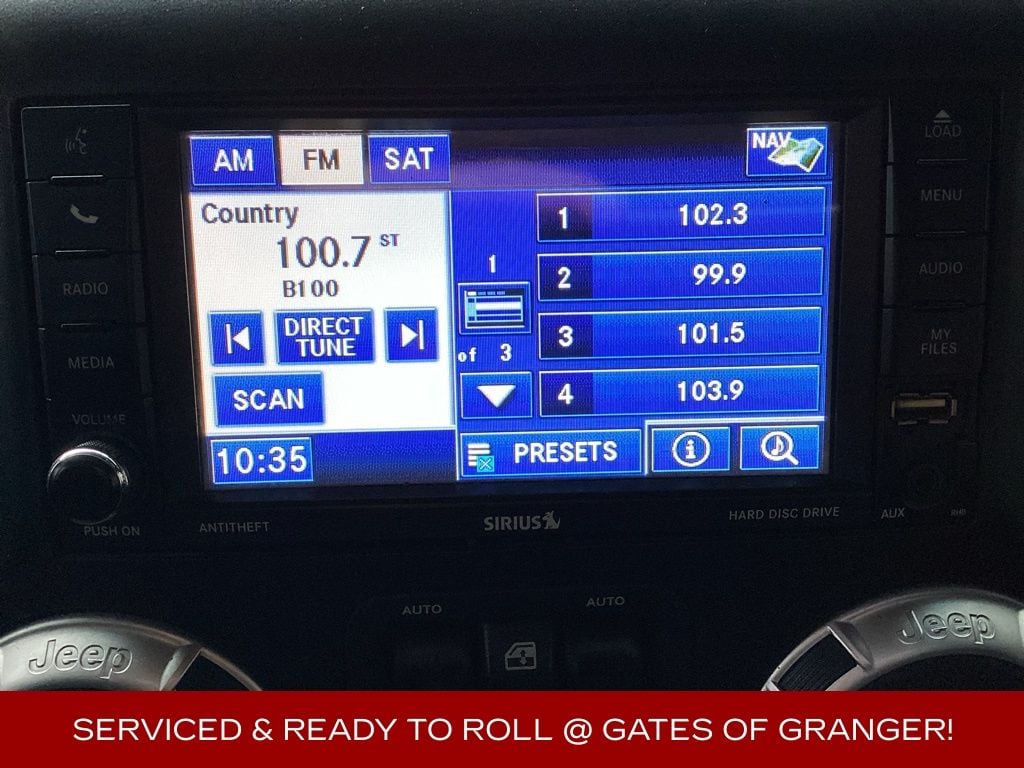 AM FM SAT NAV
LOAD
Country
100.7 ST
B100
DIRECT
TUNE
SCAN
10:35
1
of 3
1 102.3
2 99.9
3 101.5
4 103.9
PRESETS
i
RADIO
MEDIA
VOLUME
PUSH ON
MENU
AUDIO
MY
FILES
AUX
RHB
ANTITHEFT
SIRIUS
HARD DISC DRIVE
AUTO
AUTO
Jeep
Jeep
SERVICED & READY TO ROLL @ GATES OF GRANGER!